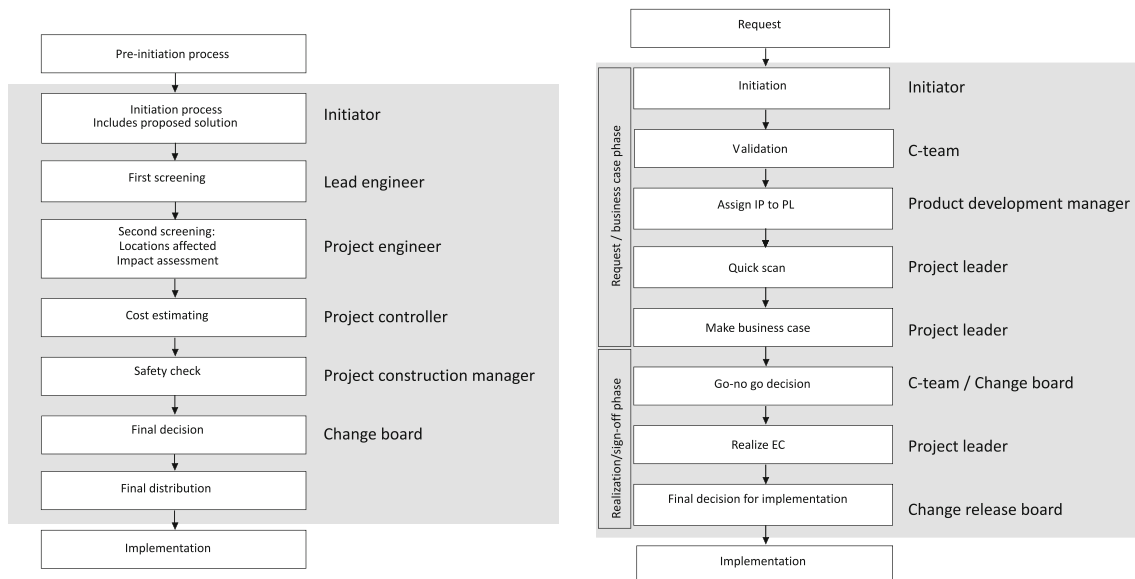 Pre-initiation process
Initiation process
Includes proposed solution
Initiator
First screening
Lead engineer
Second screening:
Locations affected
Impact assessment
Project engineer
Cost estimating
Project controller
Safety check
Project construction manager
Final decision
Change board
Final distribution
Implementation
Request
Request / business case phase
Initiation
Initiator
Validation
C-team
Assign IP to PL
Product development manager
Quick scan
Project leader
Make business case
Project leader
Realization/sign-off phase
Go-no go decision
C-team / Change board
Realize EC
Project leader
Final decision for implementation
Change release board
Implementation